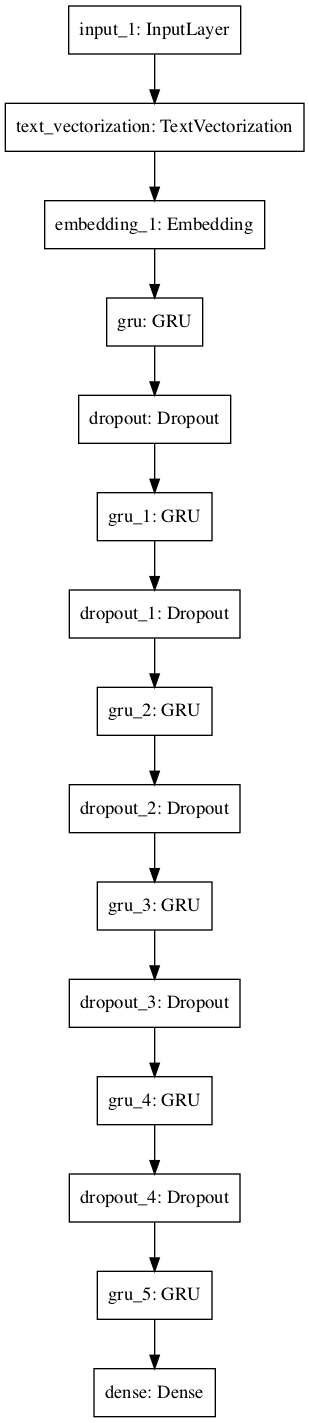 input_1: InputLayer
text_vectorization: TextVectorization
embedding_1: Embedding
gru: GRU
dropout: Dropout
gru_1: GRU
dropout_1: Dropout
gru_2: GRU
dropout_2: Dropout
gru_3: GRU
dropout_3: Dropout
gru_4: GRU
dropout_4: Dropout
gru_5: GRU
dense: Dense